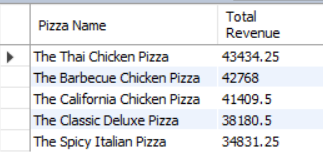 Pizza Name Total Revenue
The Thai Chicken Pizza 43434.25
The Barbecue Chicken Pizza 42768
The California Chicken Pizza 41409.5
The Classic Deluxe Pizza 38180.5
The Spicy Italian Pizza 34831.25